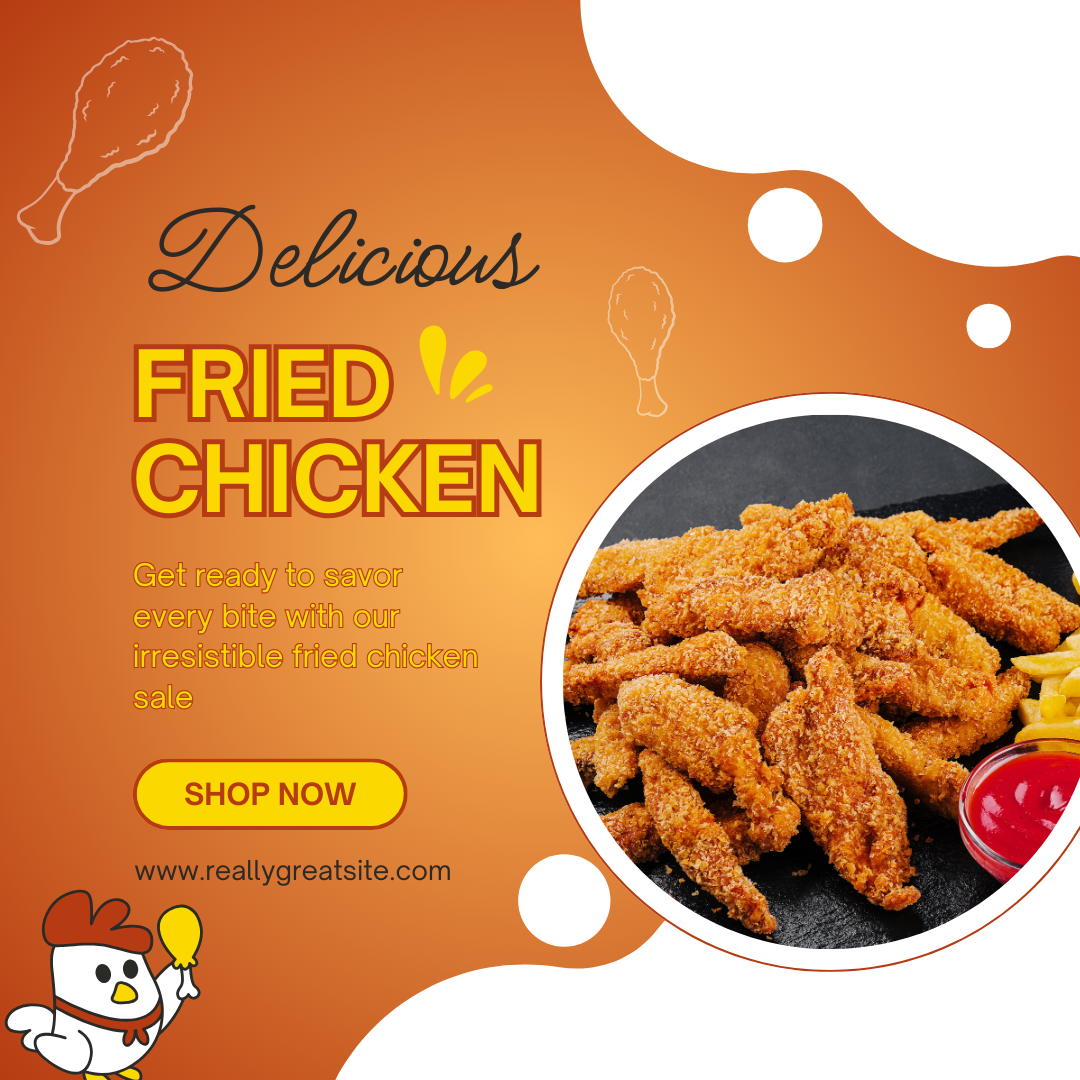 Delicious
FRIED
CHICKEN
Get ready to savor
every bite with our
irresistible fried chicken
sale
SHOP NOW
www.reallygreatsite.com